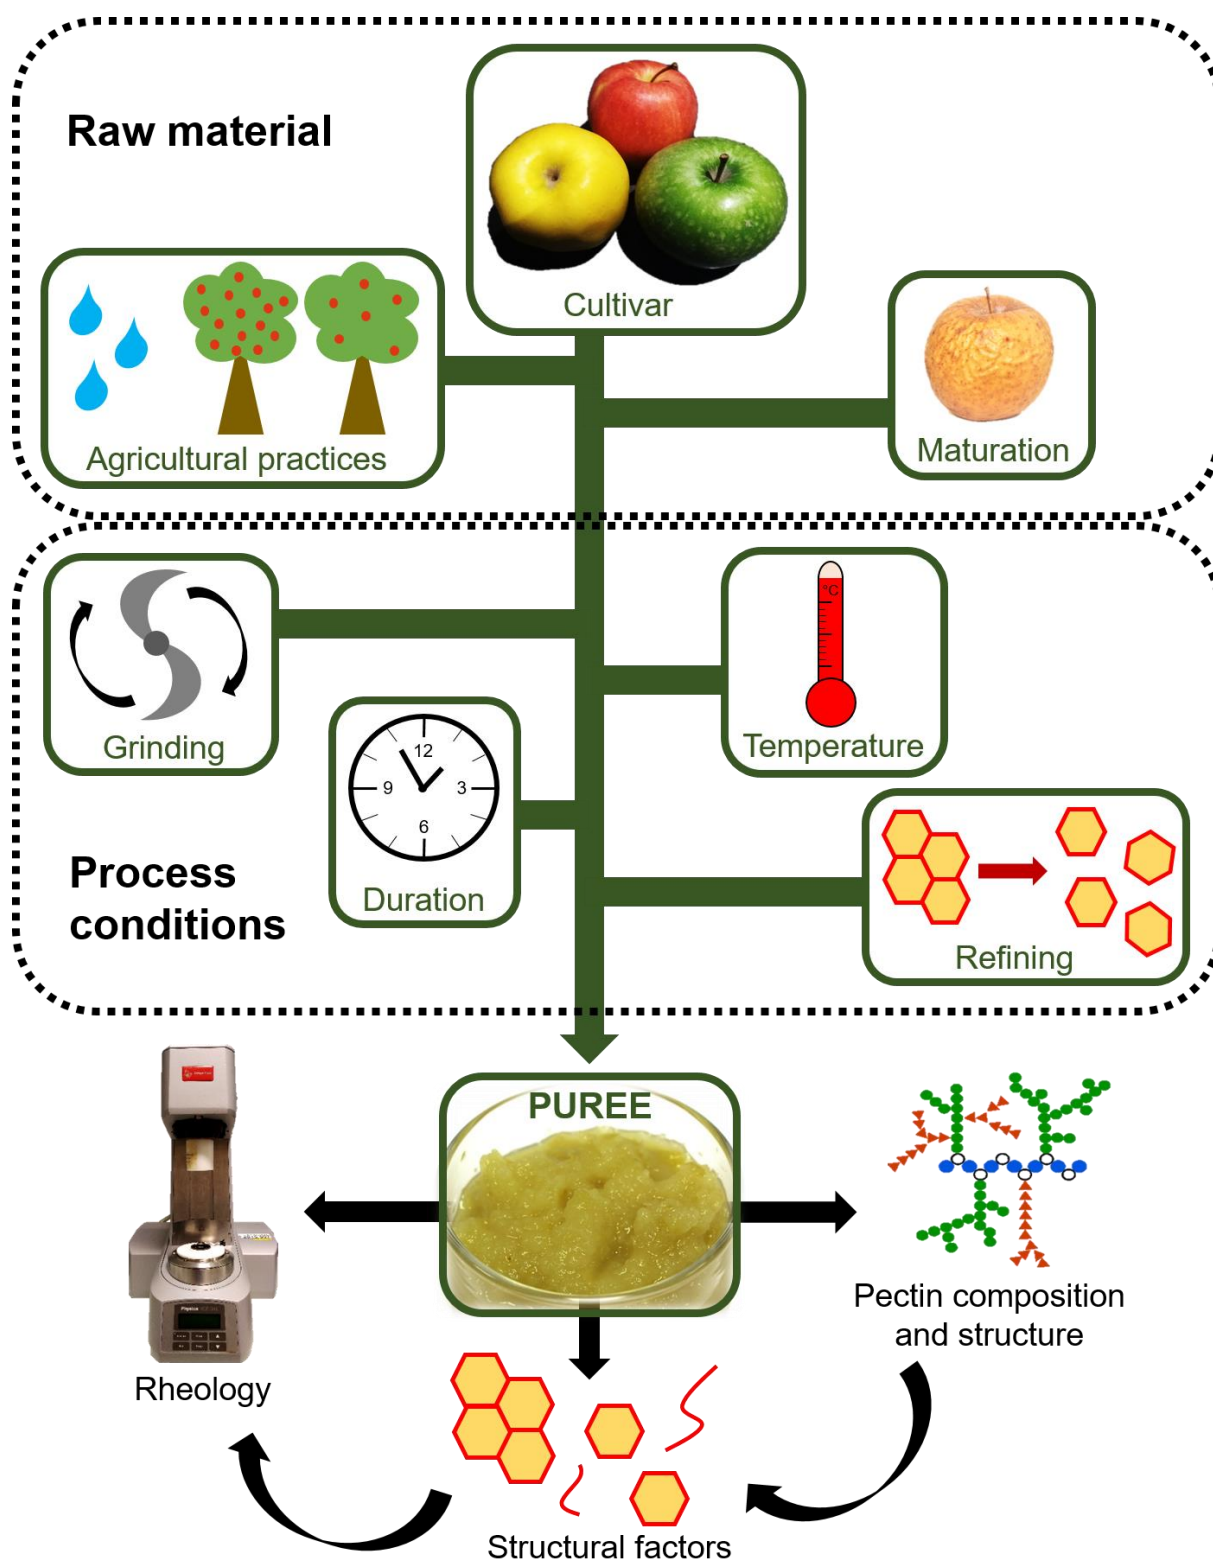 Raw material
Cultivar
Agricultural practices
Maturation
Grinding
°C
Temperature
12
9
3
6
Duration
Process
conditions
Refining
PUREE
Rheology
Pectin composition
and structure
Structural factors